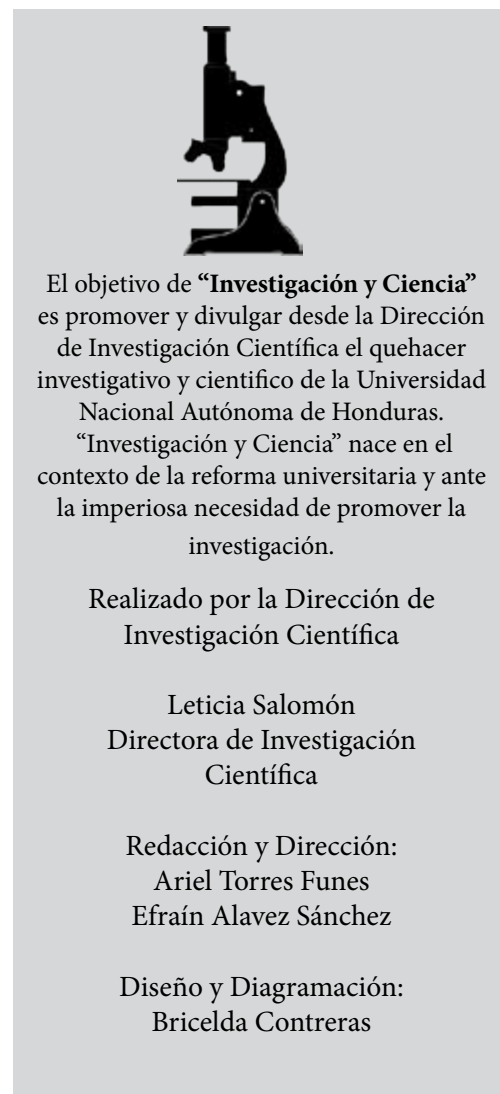 El objetivo de “Investigación y Ciencia”
es promover y divulgar desde la Dirección
de Investigación Científica el quehacer
investigativo y cientifico de la Universidad
Nacional Autónoma de Honduras.
“Investigación y Ciencia” nace en el
contexto de la reforma universitaria y ante
la imperiosa necesidad de promover la
investigación.
Realizado por la Dirección de
Investigación Científica
Leticia Salomón
Directora de Investigación
Científica
Redacción y Dirección:
Ariel Torres Funes
Efraín Alavez Sánchez
Diseño y Diagramación:
Bricelda Contreras